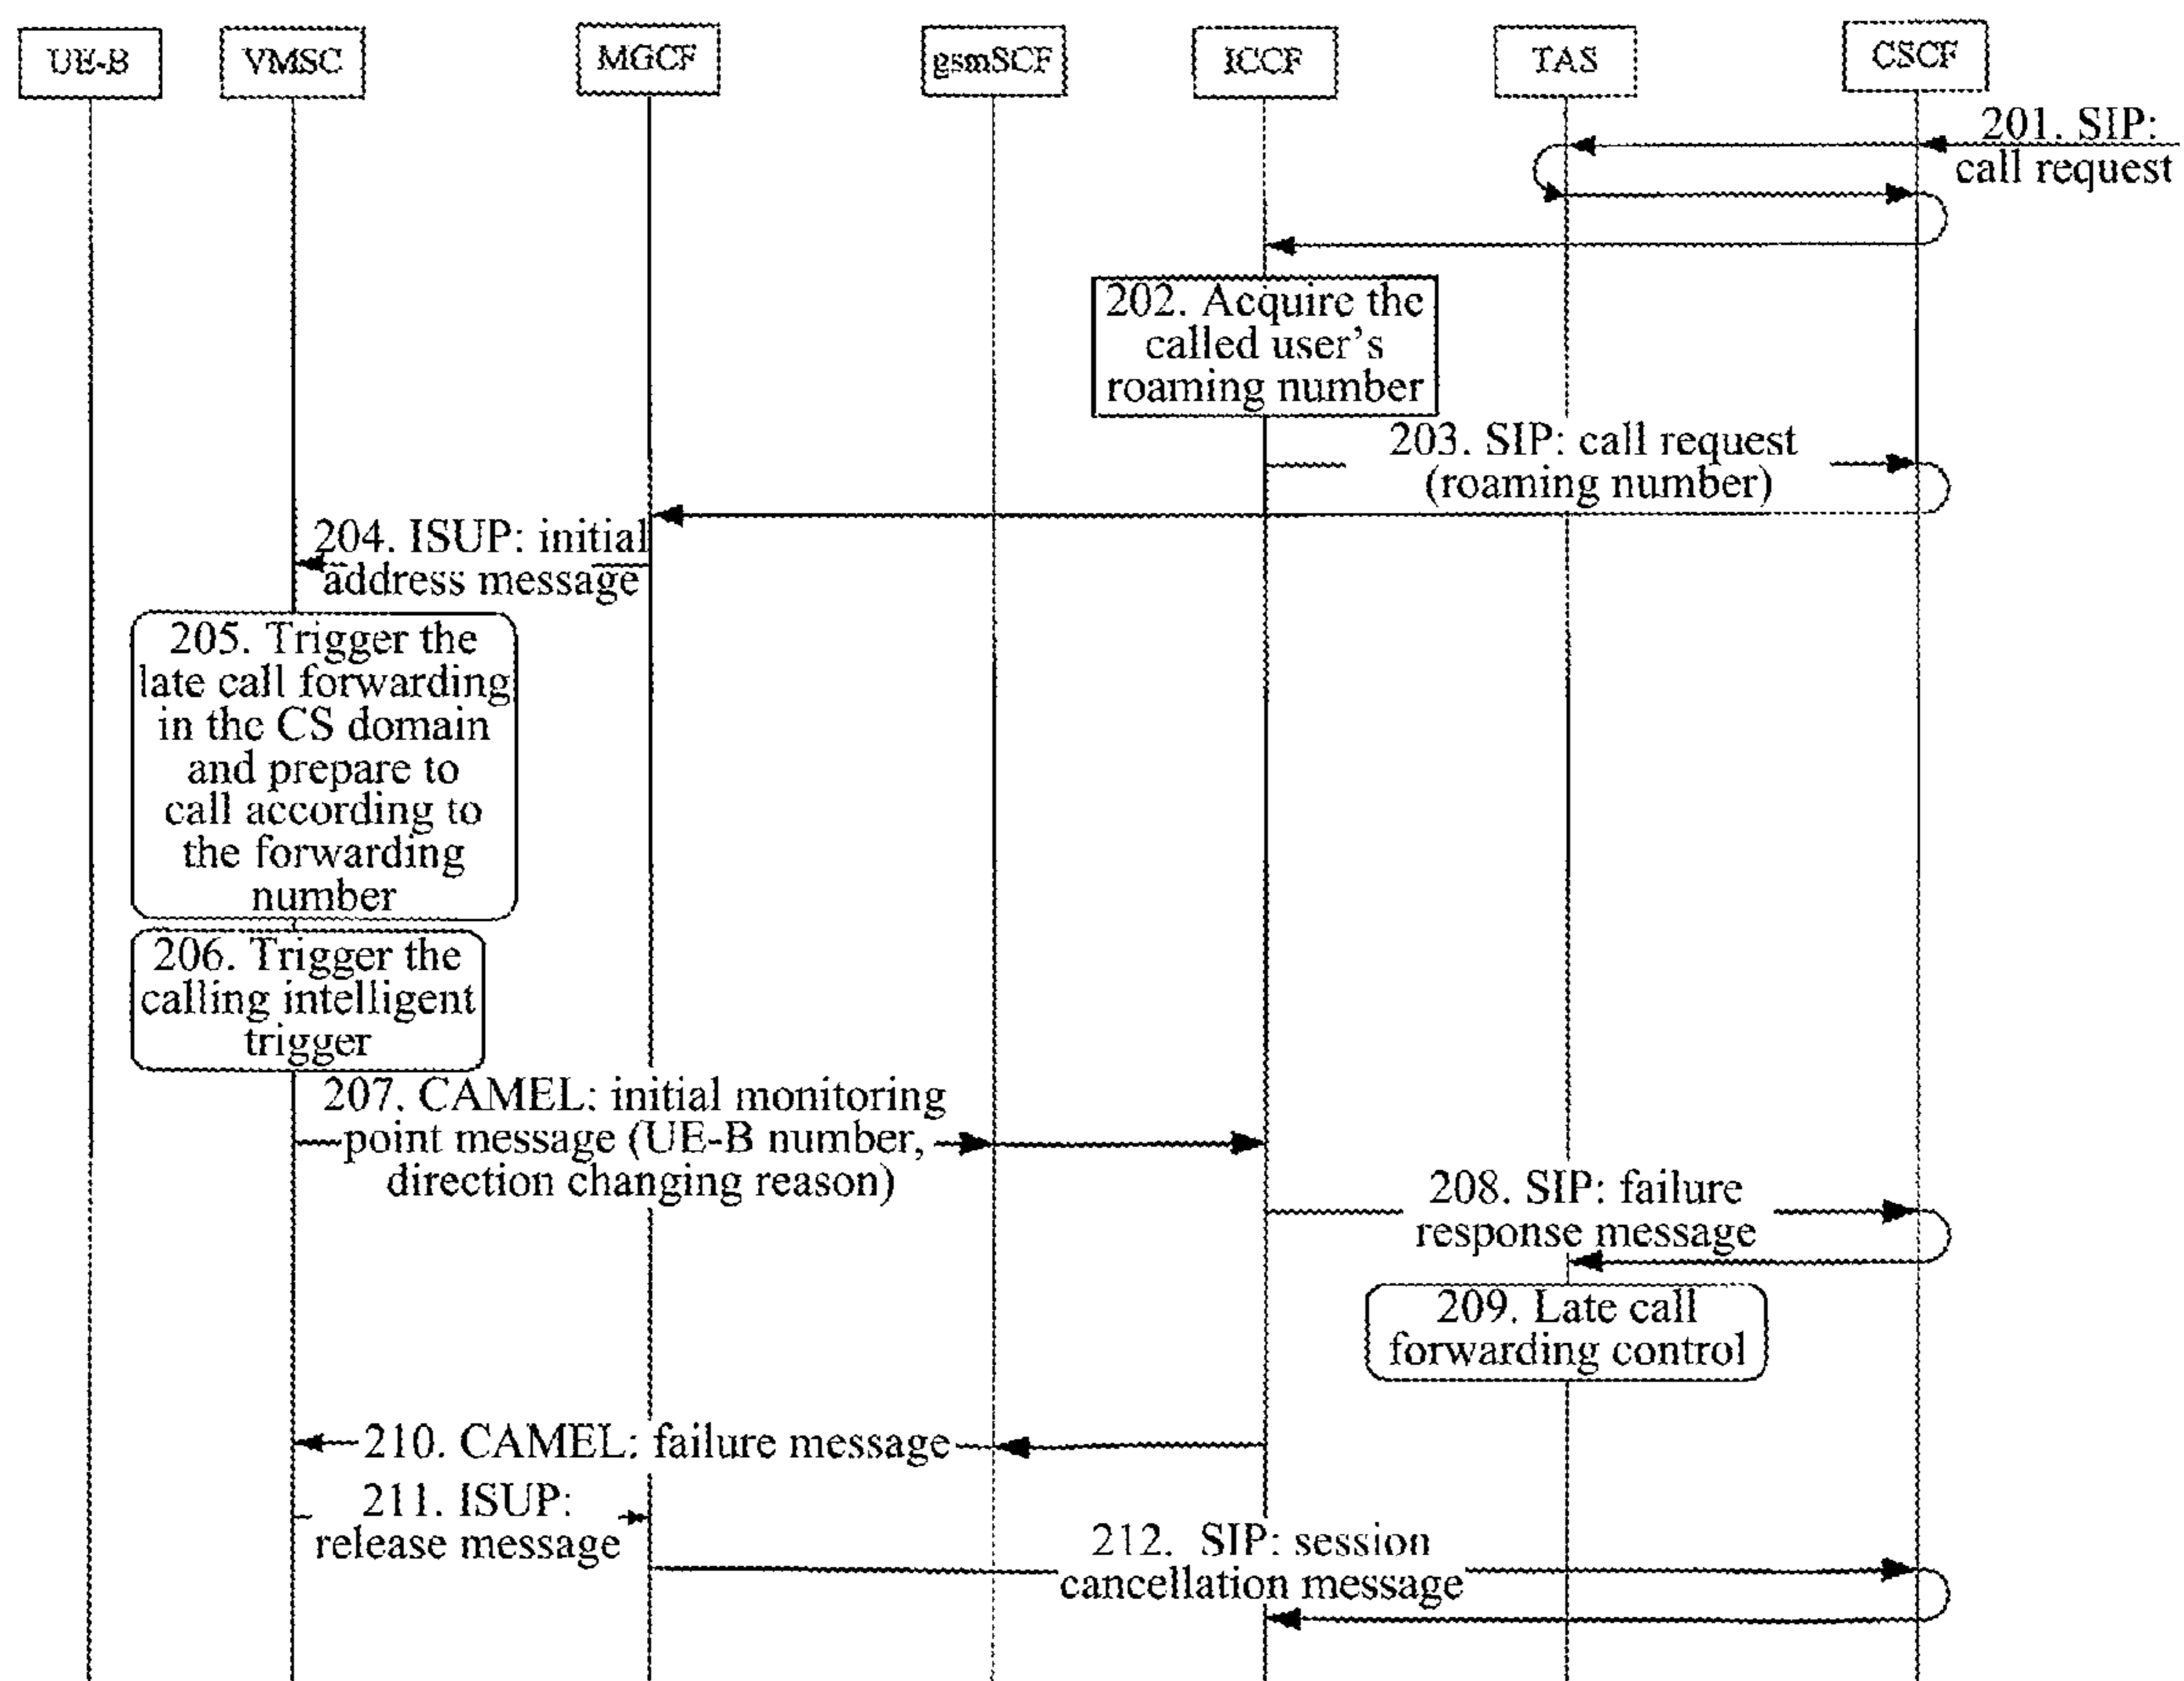 UE-B
VMSC
MGCF
gsmSCF
ICCF
TAS
CSCF
201. SIP:
call request
202. Acquire the
called user's
roaming number
203. SIP: call request
(roaming number)
204. ISUP: initial
address message
205. Trigger the
late call forwarding
in the CS domain
and prepare to
call according to
the forwarding
number
206. Trigger the
calling intelligent
trigger
207. CAMEL: initial monitoring
point message (UE-B number,
direction changing reason)
208. SIP: failure
response message
209. Late call
forwarding control
210. CAMEL: failure message
211. ISUP:
release message
212. SIP: session
cancellation message